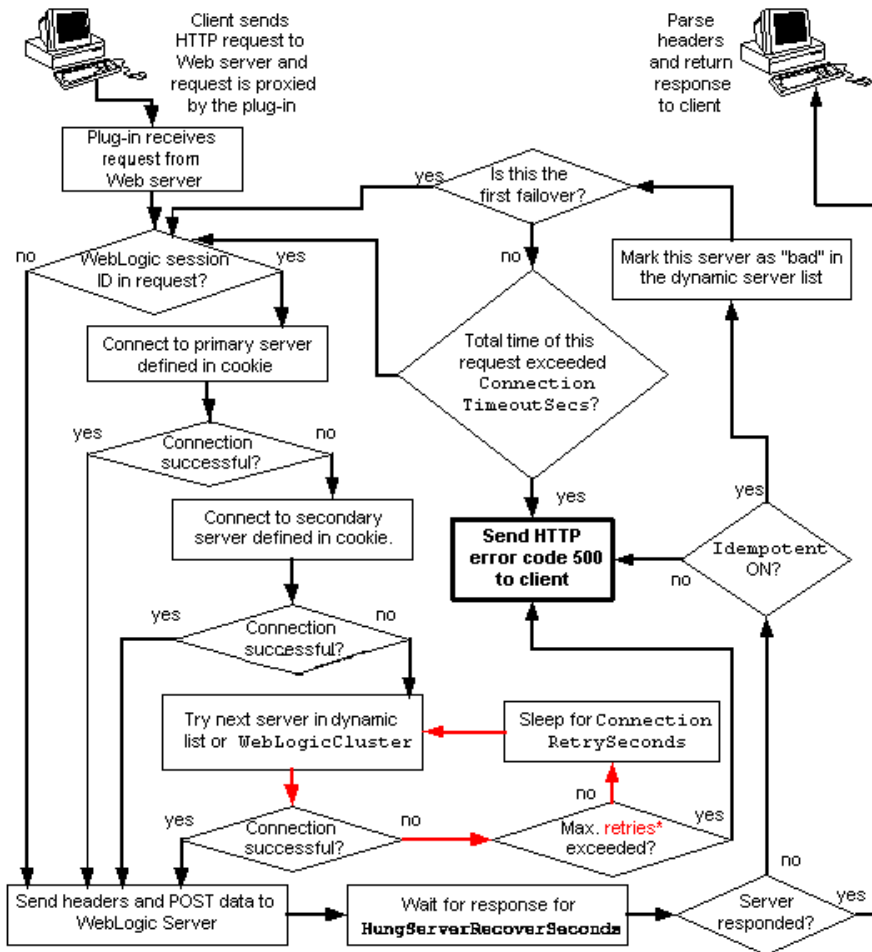 Client sends
HTTP request to
Web server and
request is proxied
by the plug-in
Parse
headers
and return
response
to client
Plug-in receives
request from
Web server
yes
Is this the
first failover?
no
WebLogic session
ID in request?
yes
no
Mark this server as "bad" in
the dynamic server list
Connect to primary server
defined in cookie
Total time of this
request exceeded
Connection
TimeoutSecs?
yes
Connection
successful?
no
yes
yes
Connect to secondary
server defined in cookie.
Send HTTP
error code 500
to client
Idempotent
ON?
no
yes
Connection
successful?
no
Try next server in dynamic
list or WebLogicCluster
Sleep for Connection
RetrySeconds
no
yes
Connection
successful?
no
Max. retries*
exceeded?
yes
no
Send headers and POST data to
WebLogic Server
Wait for response for
HungServerRecoverSeconds
Server
responded?
yes